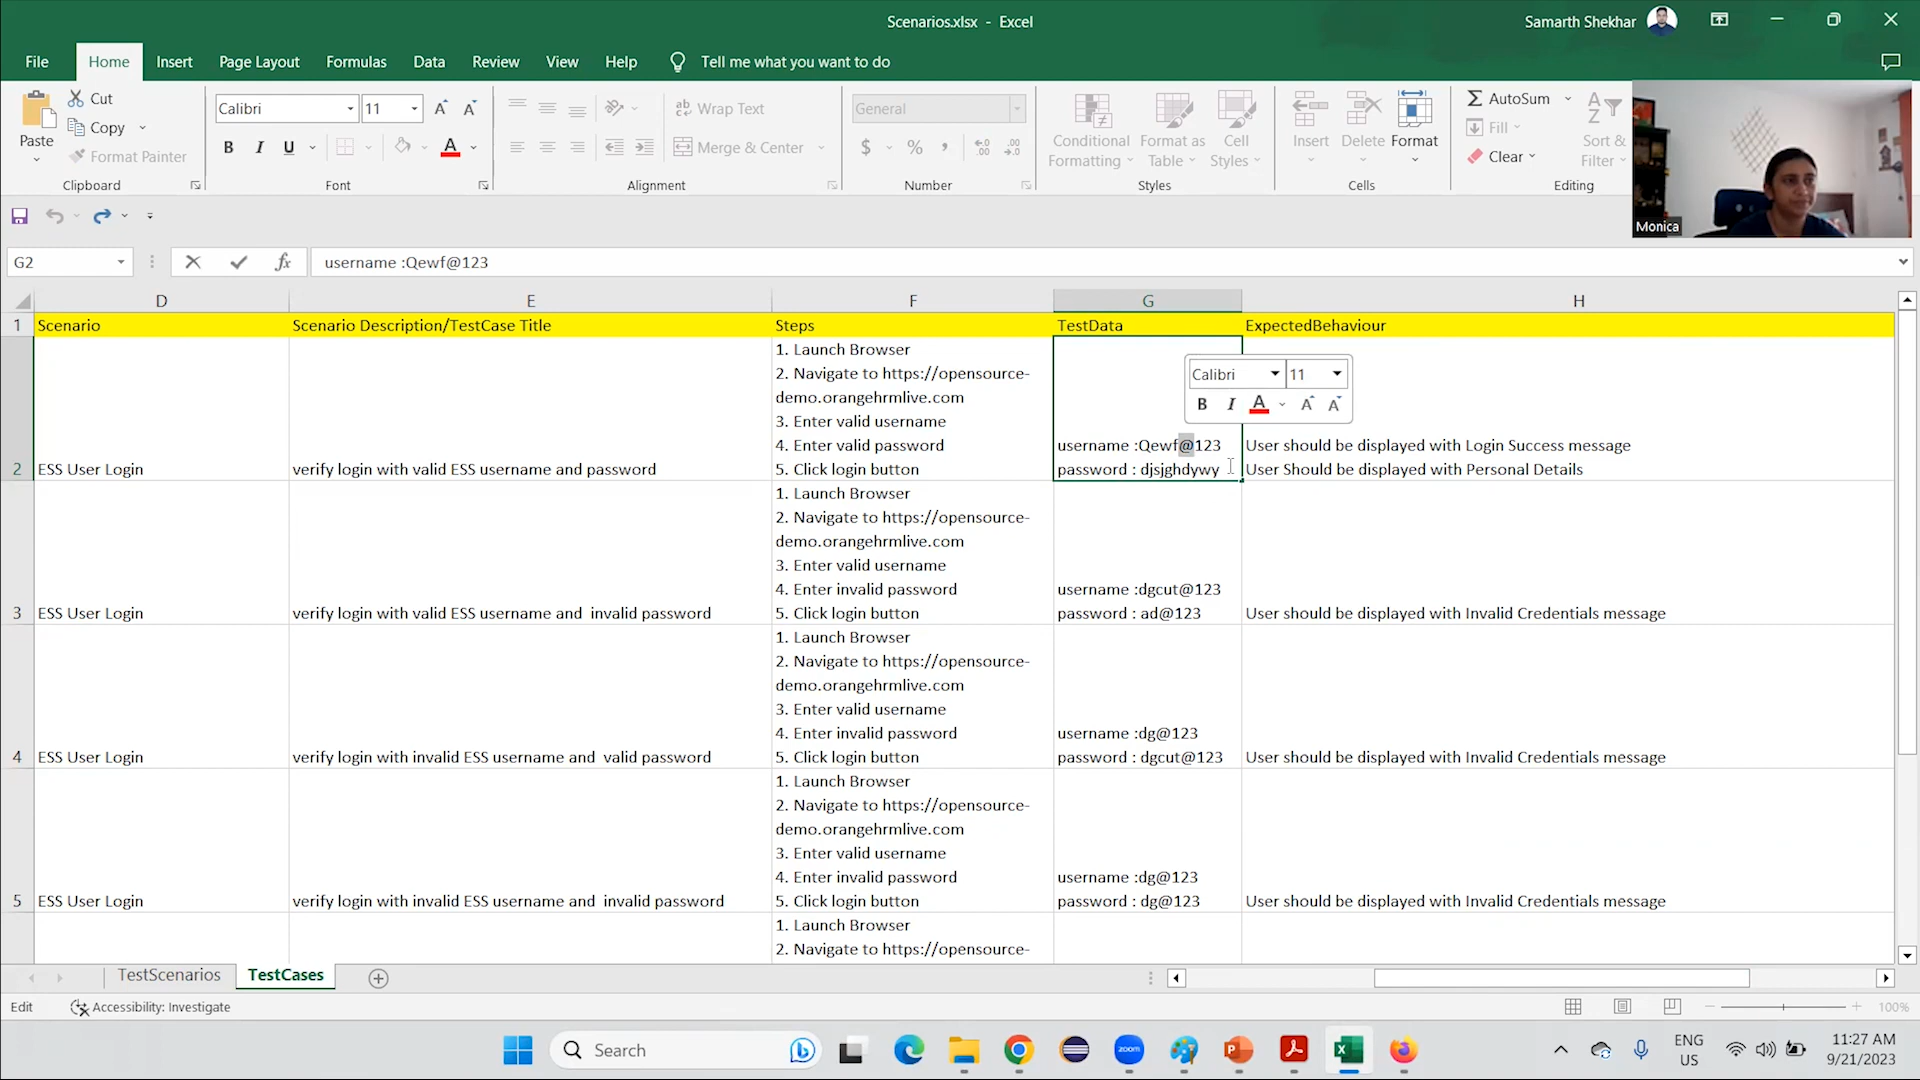 Scenarios.xlsx - Excel
Samarth Shekhar
File Home Insert Page Layout Formulas Data Review View Help Tell me what you want to do
Paste
Cut
Copy
Format Painter
Clipboard
Calibri 11
B I U
Font
Wrap Text
Merge & Center
Alignment
General
$ % ,
Number
Conditional Formatting
Format as Table
Cell Styles
Styles
Insert Delete Format
Cells
AutoSum
Fill
Clear
Sort & Filter
Editing
Monica
G2
fx
username :Qewf@123
D E F G H
1 Scenario Scenario Description/TestCase Title Steps TestData ExpectedBehaviour
1. Launch Browser
2. Navigate to https://opensource-
demo.orangehrmlive.com
3. Enter valid username
4. Enter valid password username :Qewf@123 User should be displayed with Login Success message
2 ESS User Login verify login with valid ESS username and password 5. Click login button password : djsjghdywy User Should be displayed with Personal Details
Calibri 11
B I A
1. Launch Browser
2. Navigate to https://opensource-
demo.orangehrmlive.com
3. Enter valid username
4. Enter invalid password username :dgcut@123
3 ESS User Login verify login with valid ESS username and  invalid password 5. Click login button password : ad@123 User should be displayed with Invalid Credentials message
1. Launch Browser
2. Navigate to https://opensource-
demo.orangehrmlive.com
3. Enter valid username
4. Enter invalid password username :dg@123
4 ESS User Login verify login with invalid ESS username and  valid password 5. Click login button password : dgcut@123 User should be displayed with Invalid Credentials message
1. Launch Browser
2. Navigate to https://opensource-
demo.orangehrmlive.com
3. Enter valid username
4. Enter invalid password username :dg@123
5 ESS User Login verify login with invalid ESS username and  invalid password 5. Click login button password : dg@123 User should be displayed with Invalid Credentials message
1. Launch Browser
2. Navigate to https://opensource-
TestScenarios TestCases
Edit Accessibility: Investigate 100%
Search
zoom
ENG
US
11:27 AM
9/21/2023